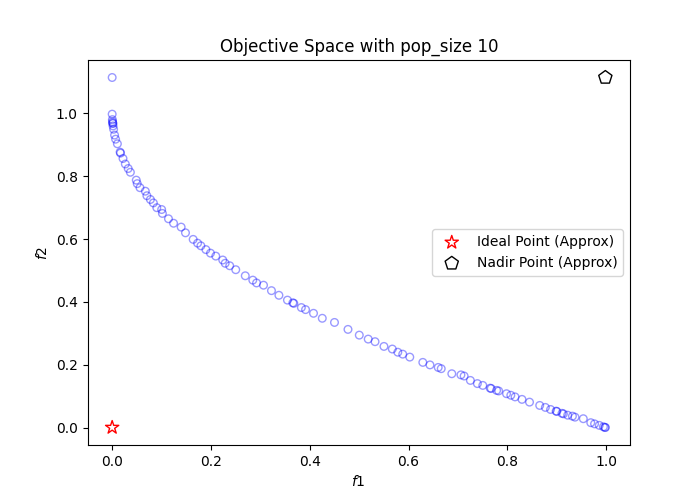 Objective Space with pop_size 10
f2
1.0
0.8
0.6
0.4
0.2
0.0
Ideal Point (Approx)
Nadir Point (Approx)
0.0 0.2 0.4 0.6 0.8 1.0
f1